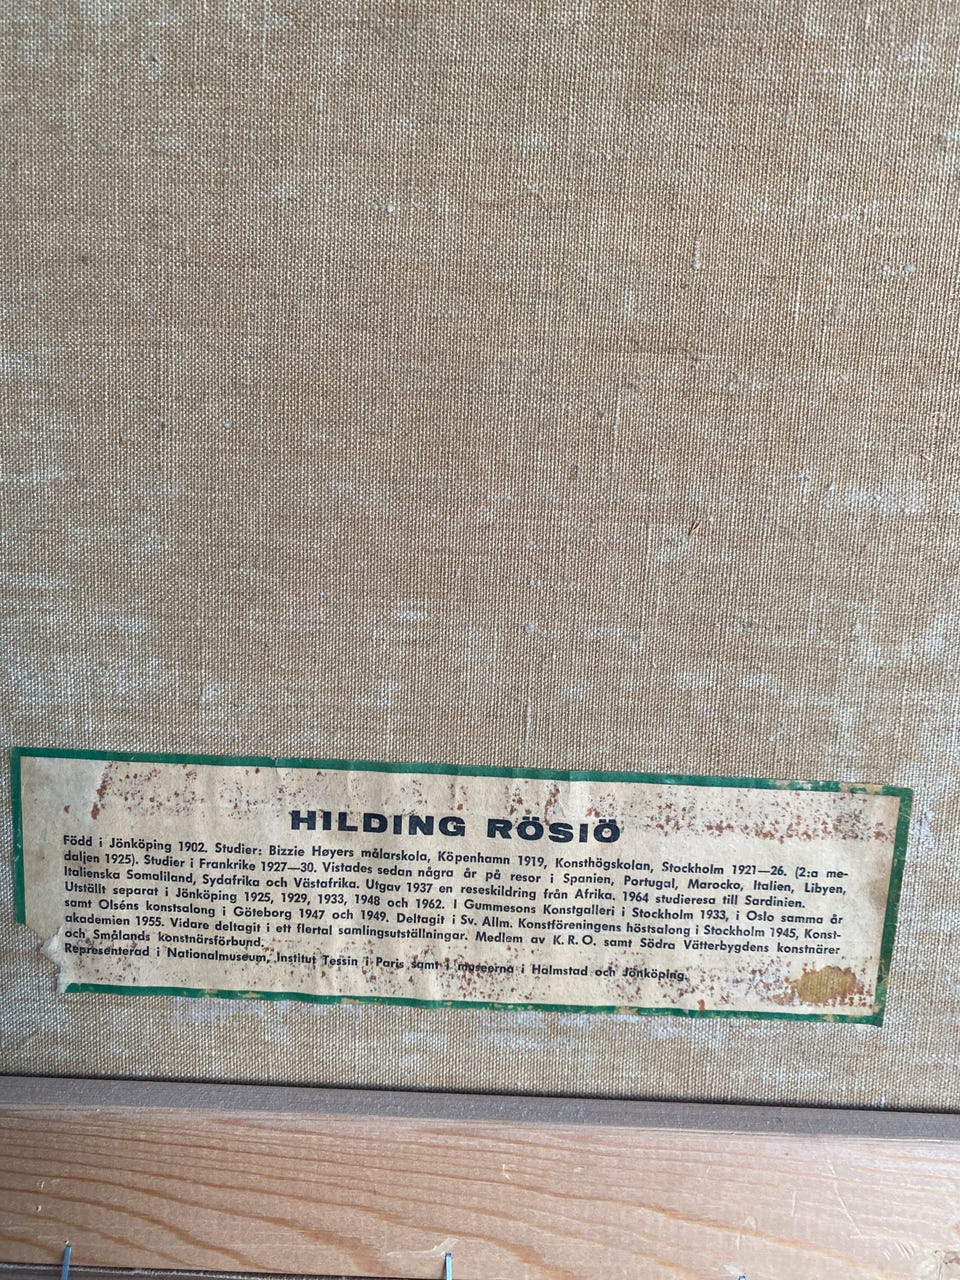 HILDING RÖSIÖ
Född i Jönköping 1902. Studier: Bizzie Høyers målarskola, Köpenhamn 1919, Konsthögskolan, Stockholm 1921—26. (2:a me-
daljen 1925). Studier i Frankrike 1927—30. Vistades sedan några år på resor i Spanien, Portugal, Marocko, Italien, Libyen,
Italienska Somaliland, Sydafrika och Västafrika. Utgav 1937 en reseskildring från Afrika. 1964 studieresa till Sardinien.
Utställt separat i Jönköping 1925, 1929, 1933, 1948 och 1962. I Gummesons Konstgalleri i Stockholm 1933, i Oslo samma år
samt Olséns konstsalong i Göteborg 1947 och 1949. Deltagit i Sv. Allm. Konstföreningens höstsalong i Stockholm 1945, Konst-
akademien 1955. Vidare deltagit i ett flertal samlingsutställningar. Medlem av K.R.O. samt Södra Vätterbygdens konstnärer
och Smålands konstnärsförbund.
Representerad i Nationalmuseum, Institut Tessin i Paris samt i museerna i Halmstad och Jönköping.